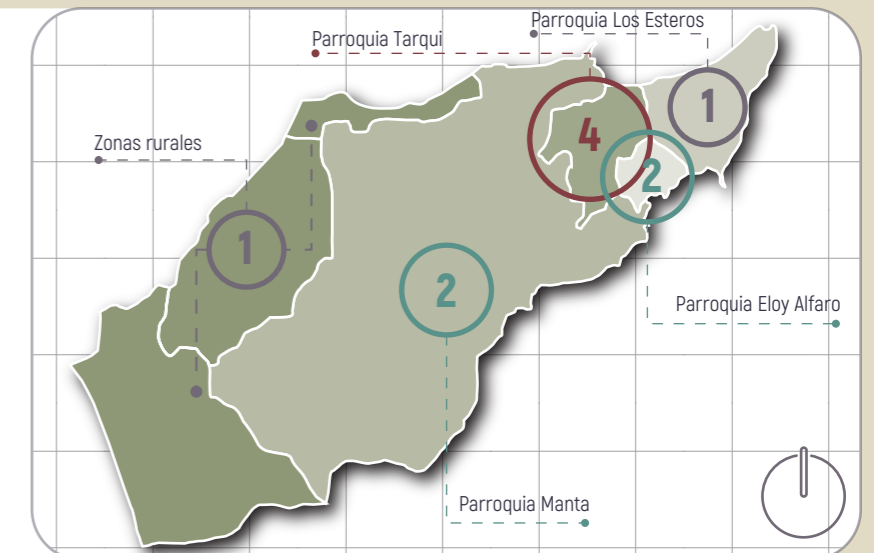 Parroquia Los Esteros
Parroquia Tarqui
1
4
Zonas rurales
2
1
2
Parroquia Eloy Alfaro
Parroquia Manta